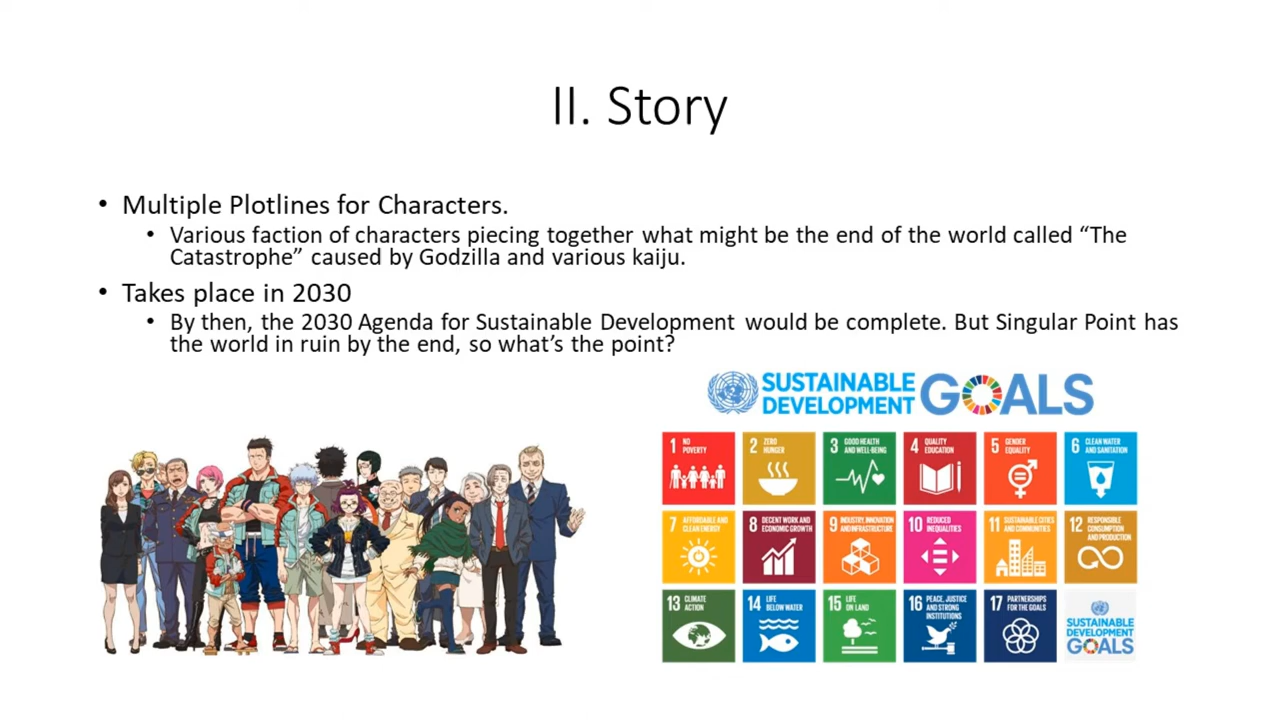 II. Story
• Multiple Plotlines for Characters.
• Various faction of characters piecing together what might be the end of the world called “The
Catastrophe” caused by Godzilla and various kaiju.
• Takes place in 2030
• By then, the 2030 Agenda for Sustainable Development would be complete. But Singular Point has
the world in ruin by the end, so what’s the point?
SUSTAINABLE
DEVELOPMENT GOALS
1 NO
POVERTY
2 ZERO
HUNGER
3 GOOD HEALTH
AND WELL-BEING
4 QUALITY
EDUCATION
5 GENDER
EQUALITY
6 CLEAN WATER
AND SANITATION
7 AFFORDABLE AND
CLEAN ENERGY
8 DECENT WORK AND
ECONOMIC GROWTH
9 INDUSTRY, INNOVATION
AND INFRASTRUCTURE
10 REDUCED
INEQUALITIES
11 SUSTAINABLE CITIES
AND COMMUNITIES
12 RESPONSIBLE
CONSUMPTION
AND PRODUCTION
13 CLIMATE
ACTION
14 LIFE
BELOW WATER
15 LIFE
ON LAND
16 PEACE, JUSTICE
AND STRONG
INSTITUTIONS
17 PARTNERSHIPS
FOR THE GOALS
SUSTAINABLE
DEVELOPMENT
GOALS